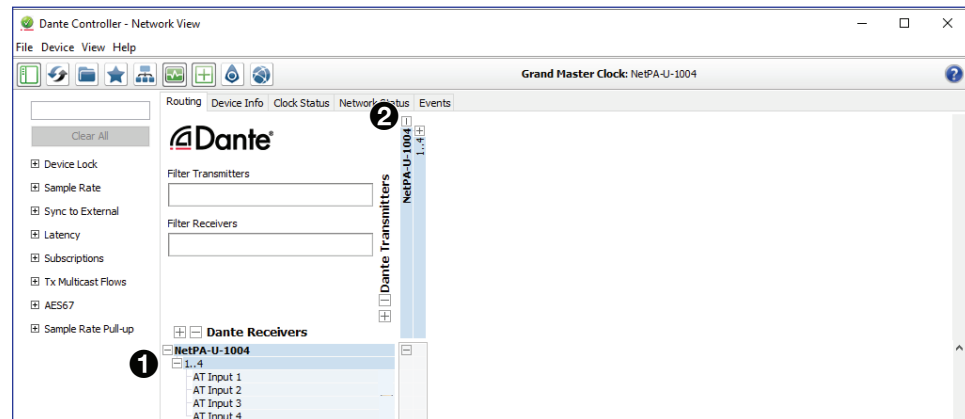 Dante Controller - Network View
File Device View Help
Grand Master Clock: NetPA-U-1004
?
Routing Device Info Clock Status Network Status Events
Clear All
Device Lock
Sample Rate
Sync to External
Latency
Subscriptions
Tx Multicast Flows
AES67
Sample Rate Pull-up
Dante®
Filter Transmitters
Filter Receivers
2
Dante Transmitters
NetPA-U-1004
1..4
Dante Receivers
1
NetPA-U-1004
1..4
AT Input 1
AT Input 2
AT Input 3
AT Input 4